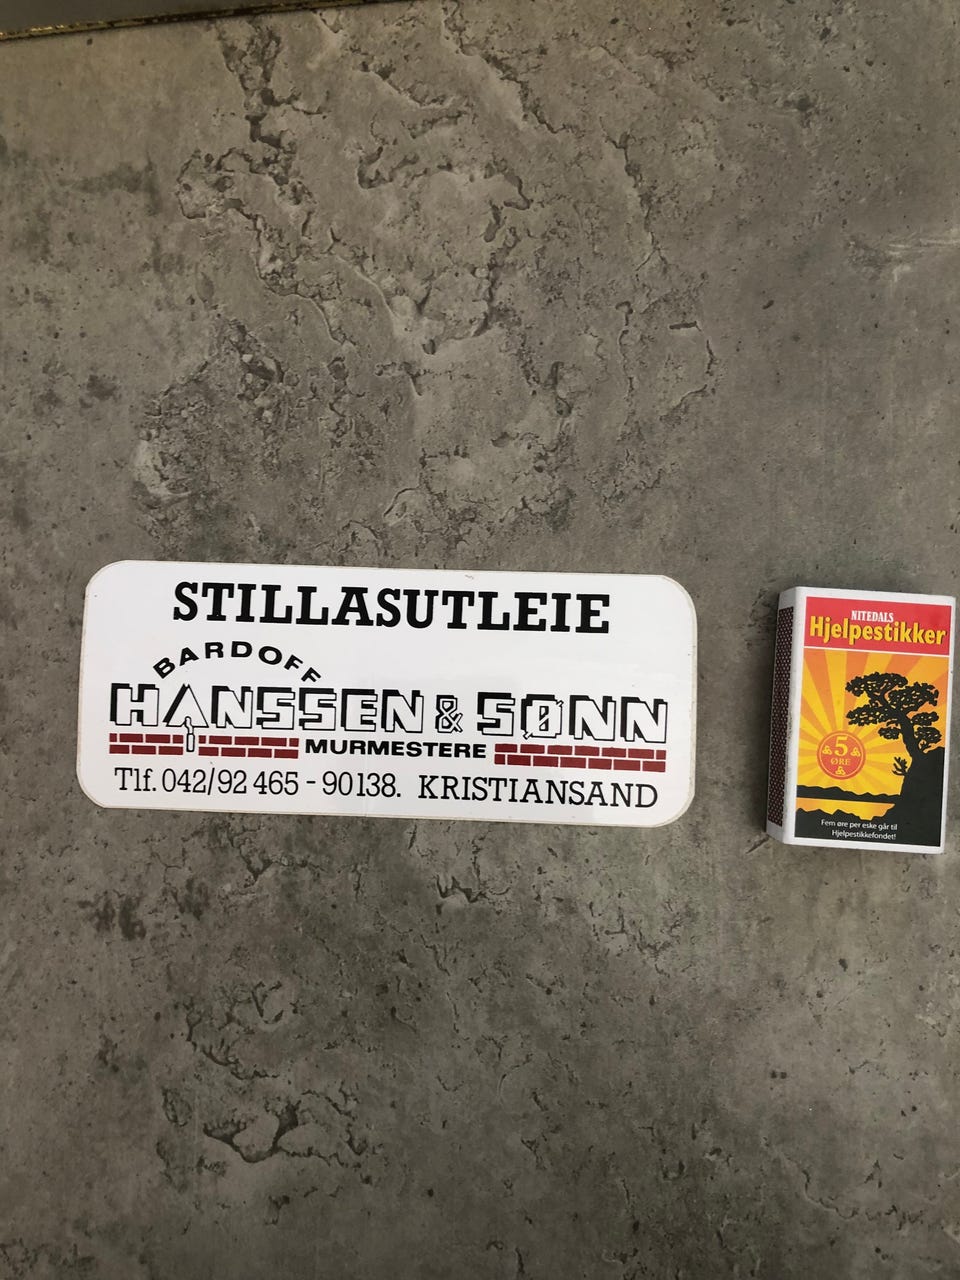 STILLASUTLEIE
BARDOFF
HANSSEN & SØNN
MURMESTERE
Tlf. 042/92 465 - 90138. KRISTIANSAND
NITEDALS
Hjelpestikker
5
ØRE
Fem øre per eske går til
Hjelpestikkefondet!